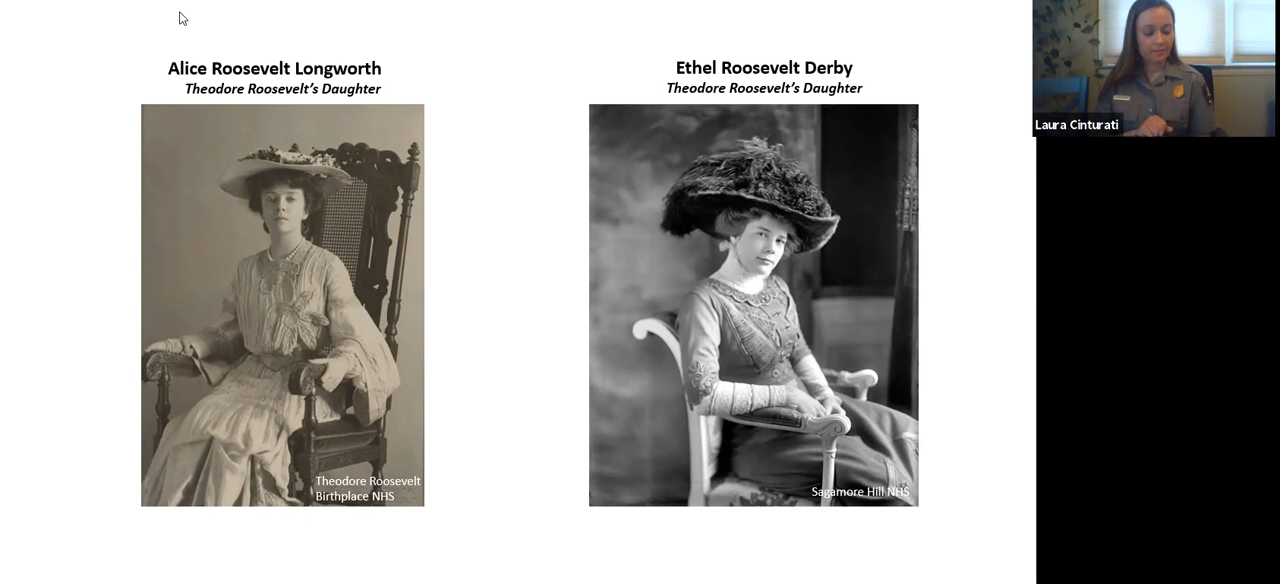 Alice Roosevelt Longworth
Theodore Roosevelt's Daughter
Theodore Roosevelt
Birthplace NHS
Ethel Roosevelt Derby
Theodore Roosevelt's Daughter
Sagamore Hill NHS
Laura Cinturati